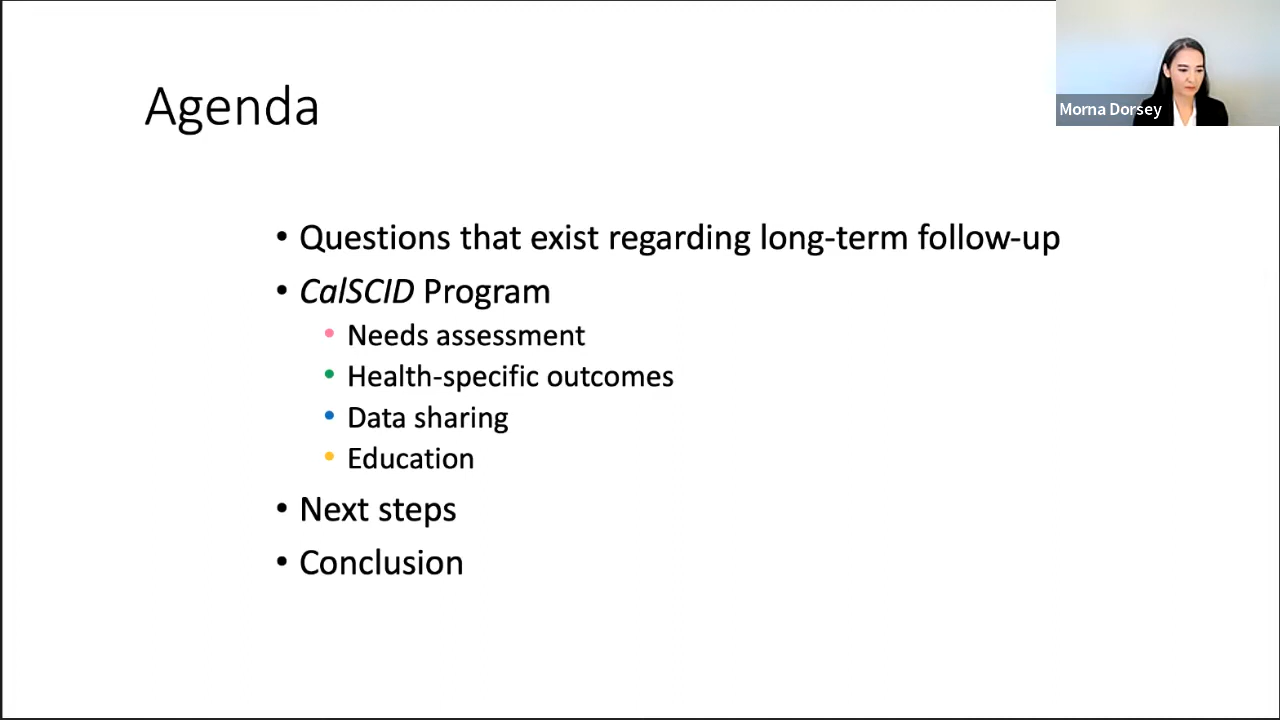 Agenda
Morna Dorsey
• Questions that exist regarding long-term follow-up
• CalSCID Program
• Needs assessment
• Health-specific outcomes
• Data sharing
• Education
• Next steps
• Conclusion